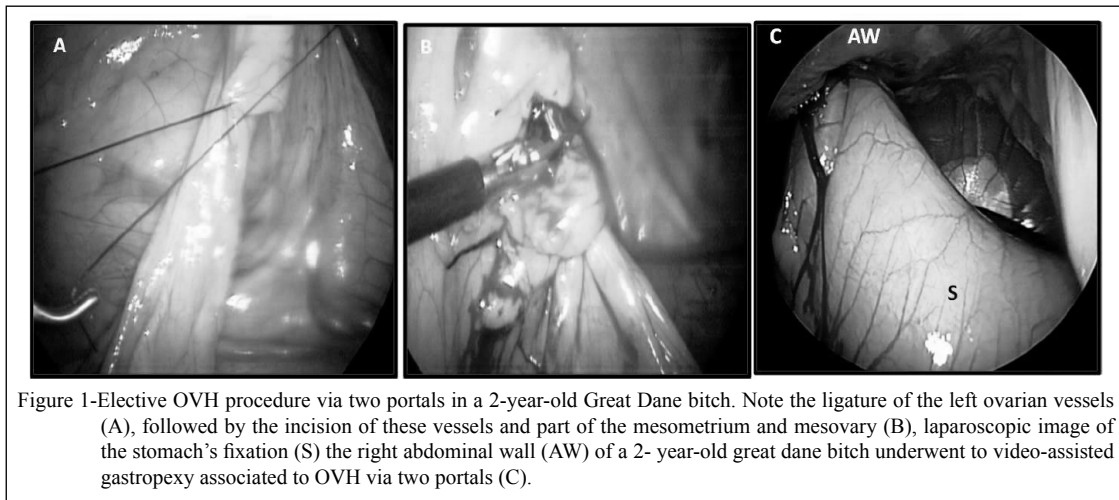 A
B
C
AW
S
Figure 1-Elective OVH procedure via two portals in a 2-year-old Great Dane bitch. Note the ligature of the left ovarian vessels
(A), followed by the incision of these vessels and part of the mesometrium and mesovary (B), laparoscopic image of
the stomach's fixation (S) the right abdominal wall (AW) of a 2- year-old great dane bitch underwent to video-assisted
gastropexy associated to OVH via two portals (C).